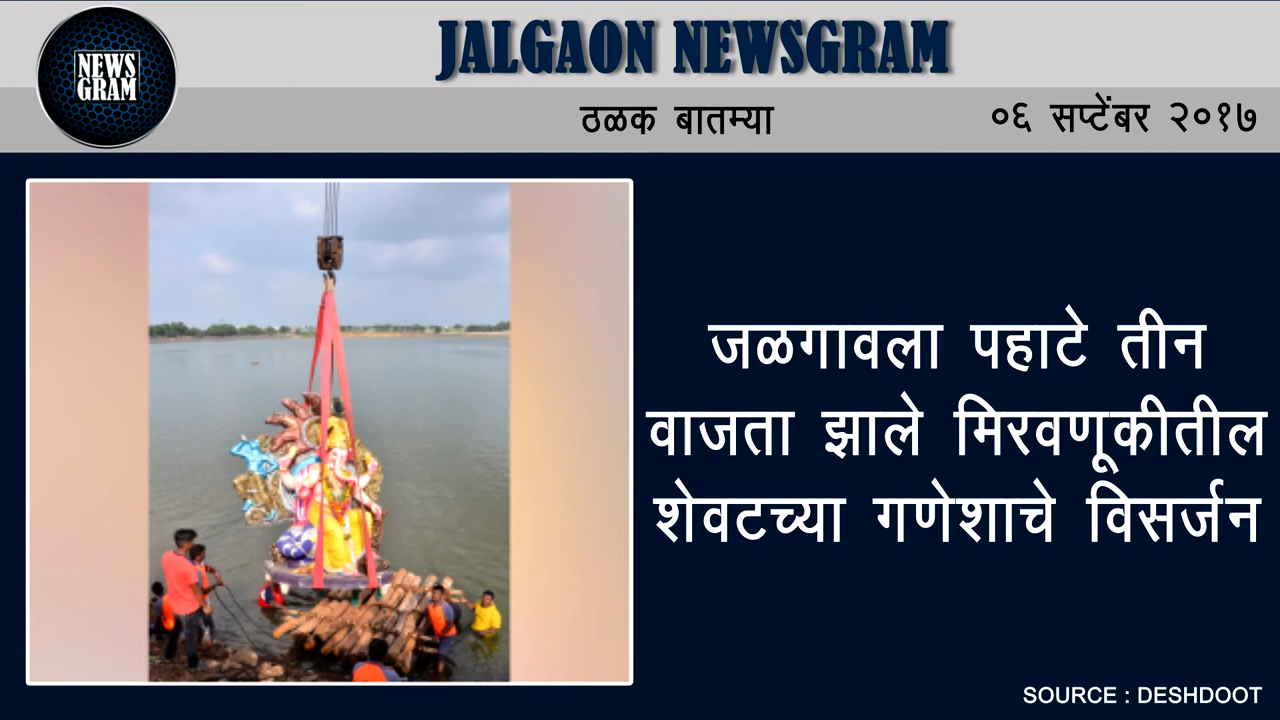 NEWS
GRAM
JALGAON NEWSGRAM
ठळक बातम्या
०६ सप्टेंबर २०१७
जळगावला पहाटे तीन
वाजता झाले मिरवणूकीतील
शेवटच्या गणेशाचे विसर्जन
SOURCE : DESHDOOT